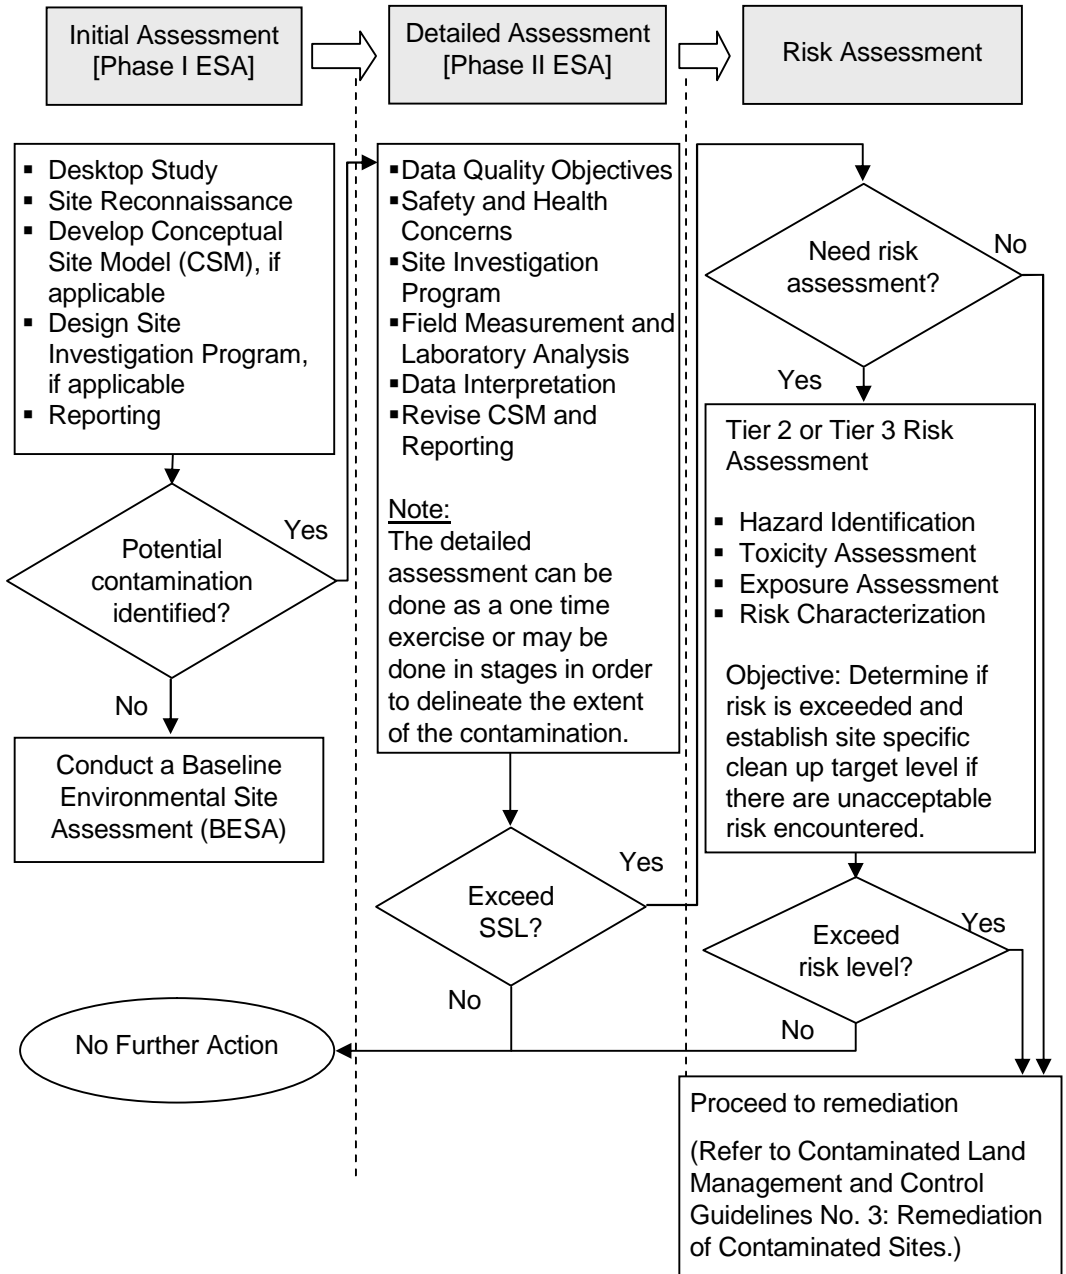 Initial Assessment
[Phase I ESA]
Detailed Assessment
[Phase II ESA]
Risk Assessment
▪ Desktop Study
▪ Site Reconnaissance
▪ Develop Conceptual
Site Model (CSM), if
applicable
▪ Design Site
Investigation Program,
if applicable
▪ Reporting
Potential
contamination
identified?
Yes
No
Conduct a Baseline
Environmental Site
Assessment (BESA)
No Further Action
▪Data Quality Objectives
▪Safety and Health
Concerns
▪Site Investigation
Program
▪Field Measurement and
Laboratory Analysis
▪Data Interpretation
▪Revise CSM and
Reporting
Note:
The detailed
assessment can be
done as a one time
exercise or may be
done in stages in order
to delineate the extent
of the contamination.
Exceed
SSL?
Yes
No
Need risk
assessment?
No
Yes
Tier 2 or Tier 3 Risk
Assessment
▪ Hazard Identification
▪ Toxicity Assessment
▪ Exposure Assessment
▪ Risk Characterization
Objective: Determine if
risk is exceeded and
establish site specific
clean up target level if
there are unacceptable
risk encountered.
Exceed
risk level?
Yes
No
Proceed to remediation
(Refer to Contaminated Land
Management and Control
Guidelines No. 3: Remediation
of Contaminated Sites.)